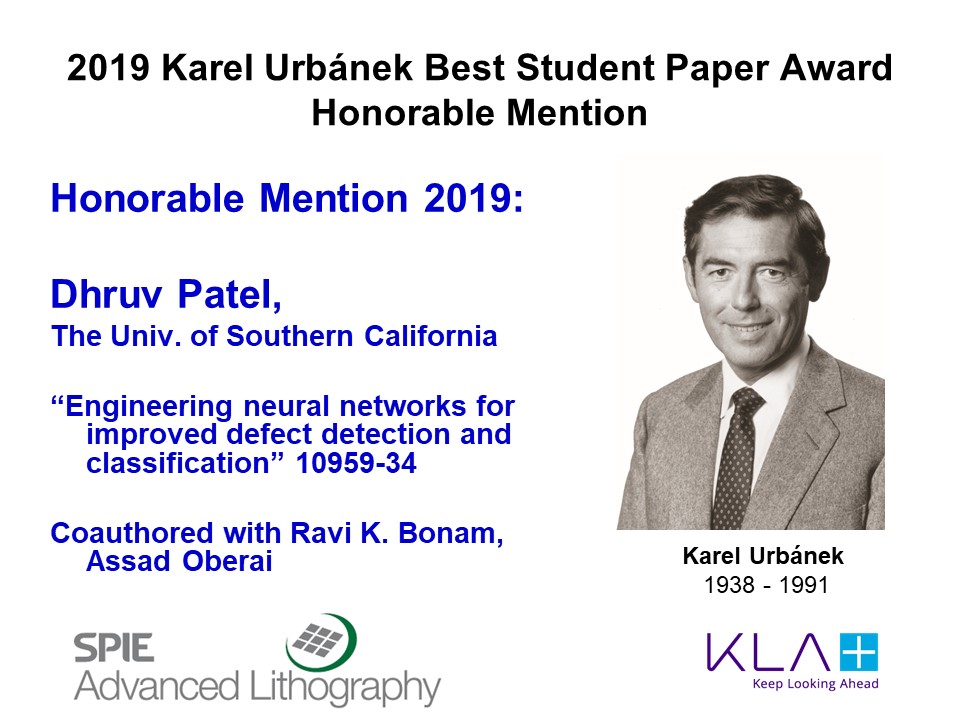 2019 Karel Urbánek Best Student Paper Award
Honorable Mention
Honorable Mention 2019:
Dhruv Patel,
The Univ. of Southern California
“Engineering neural networks for
improved defect detection and
classification” 10959-34
Coauthored with Ravi K. Bonam,
Assad Oberai
Karel Urbánek
1938 - 1991
SPIE
Advanced Lithography
KLA+
Keep Looking Ahead